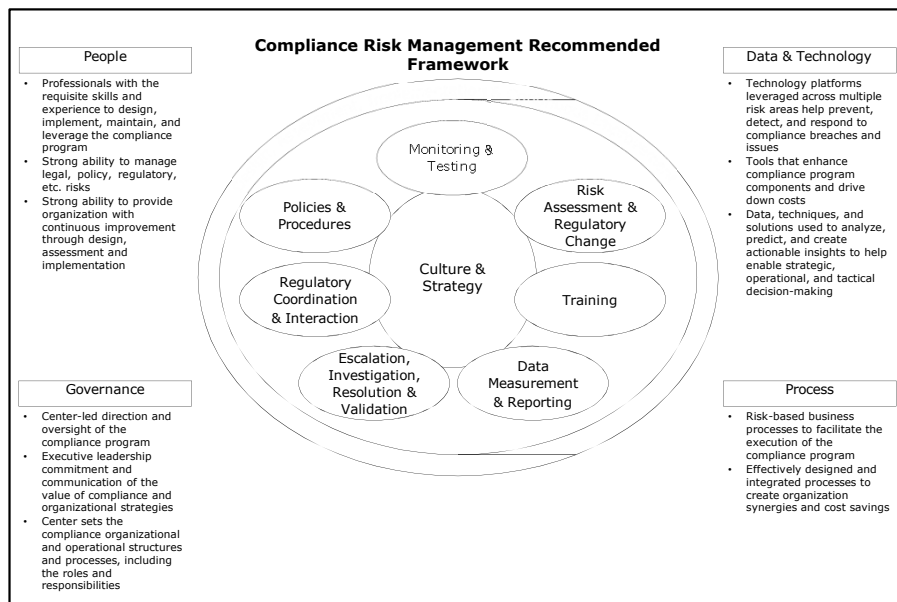 Compliance Risk Management Recommended
Framework
People
• Professionals with the
requisite skills and
experience to design,
implement, maintain, and
leverage the compliance
program
• Strong ability to manage
legal, policy, regulatory,
etc. risks
• Strong ability to provide
organization with
continuous improvement
through design,
assessment and
implementation
Data & Technology
• Technology platforms
leveraged across multiple
risk areas help prevent,
detect, and respond to
compliance breaches and
issues
• Tools that enhance
compliance program
components and drive
down costs
• Data, techniques, and
solutions used to analyze,
predict, and create
actionable insights to help
enable strategic,
operational, and tactical
decision-making
Monitoring &
Testing
Policies &
Procedures
Risk
Assessment &
Regulatory
Change
Culture &
Strategy
Regulatory
Coordination
& Interaction
Training
Escalation,
Investigation,
Resolution &
Validation
Data
Measurement
& Reporting
Governance
• Center-led direction and
oversight of the
compliance program
• Executive leadership
commitment and
communication of the
value of compliance and
organizational strategies
• Center sets the
compliance organizational
and operational structures
and processes, including
the roles and
responsibilities
Process
• Risk-based business
processes to facilitate the
execution of the
compliance program
• Effectively designed and
integrated processes to
create organization
synergies and cost savings